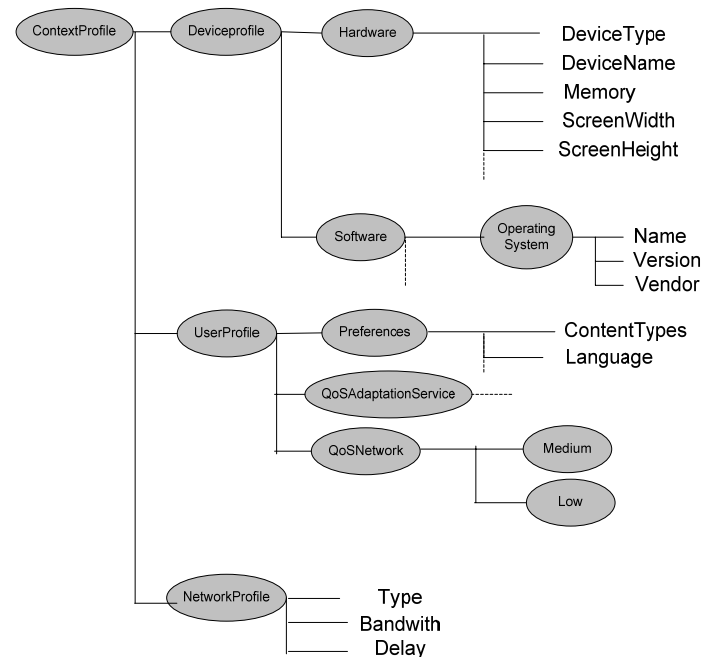 ContextProfile
Deviceprofile
Hardware
DeviceType
DeviceName
Memory
ScreenWidth
ScreenHeight
Software
Operating
System
Name
Version
Vendor
UserProfile
Preferences
ContentTypes
Language
QoSAdaptationService
QoSNetwork
Medium
Low
NetworkProfile
Type
Bandwith
Delay